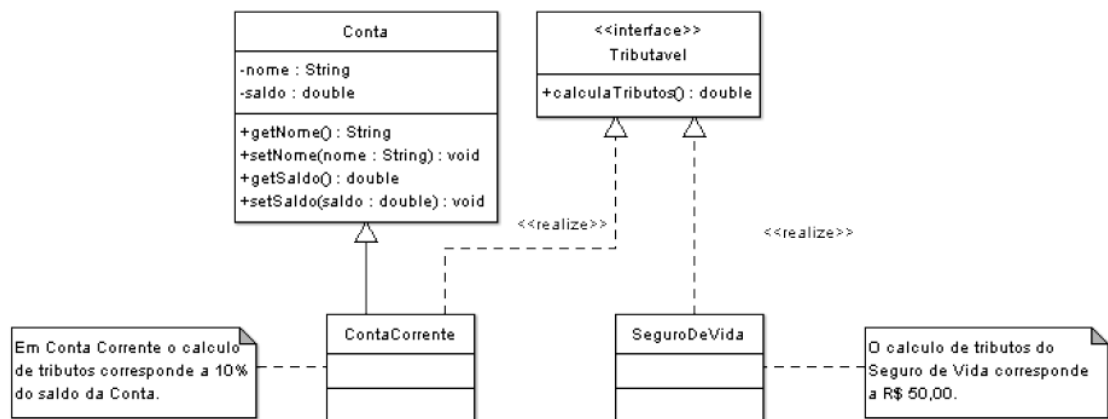 Conta
-nome : String
-saldo : double
+getNome() : String
+setNome(nome : String) : void
+getSaldo() : double
+setSaldo(saldo : double) : void
<<interface>>
Tributavel
+calculaTributos() : double
<<realize>>
<<realize>>
Em Conta Corrente o calculo
de tributos corresponde a 10%
do saldo da Conta.
ContaCorrente
SeguroDeVida
O calculo de tributos do
Seguro de Vida corresponde
a R$ 50,00.